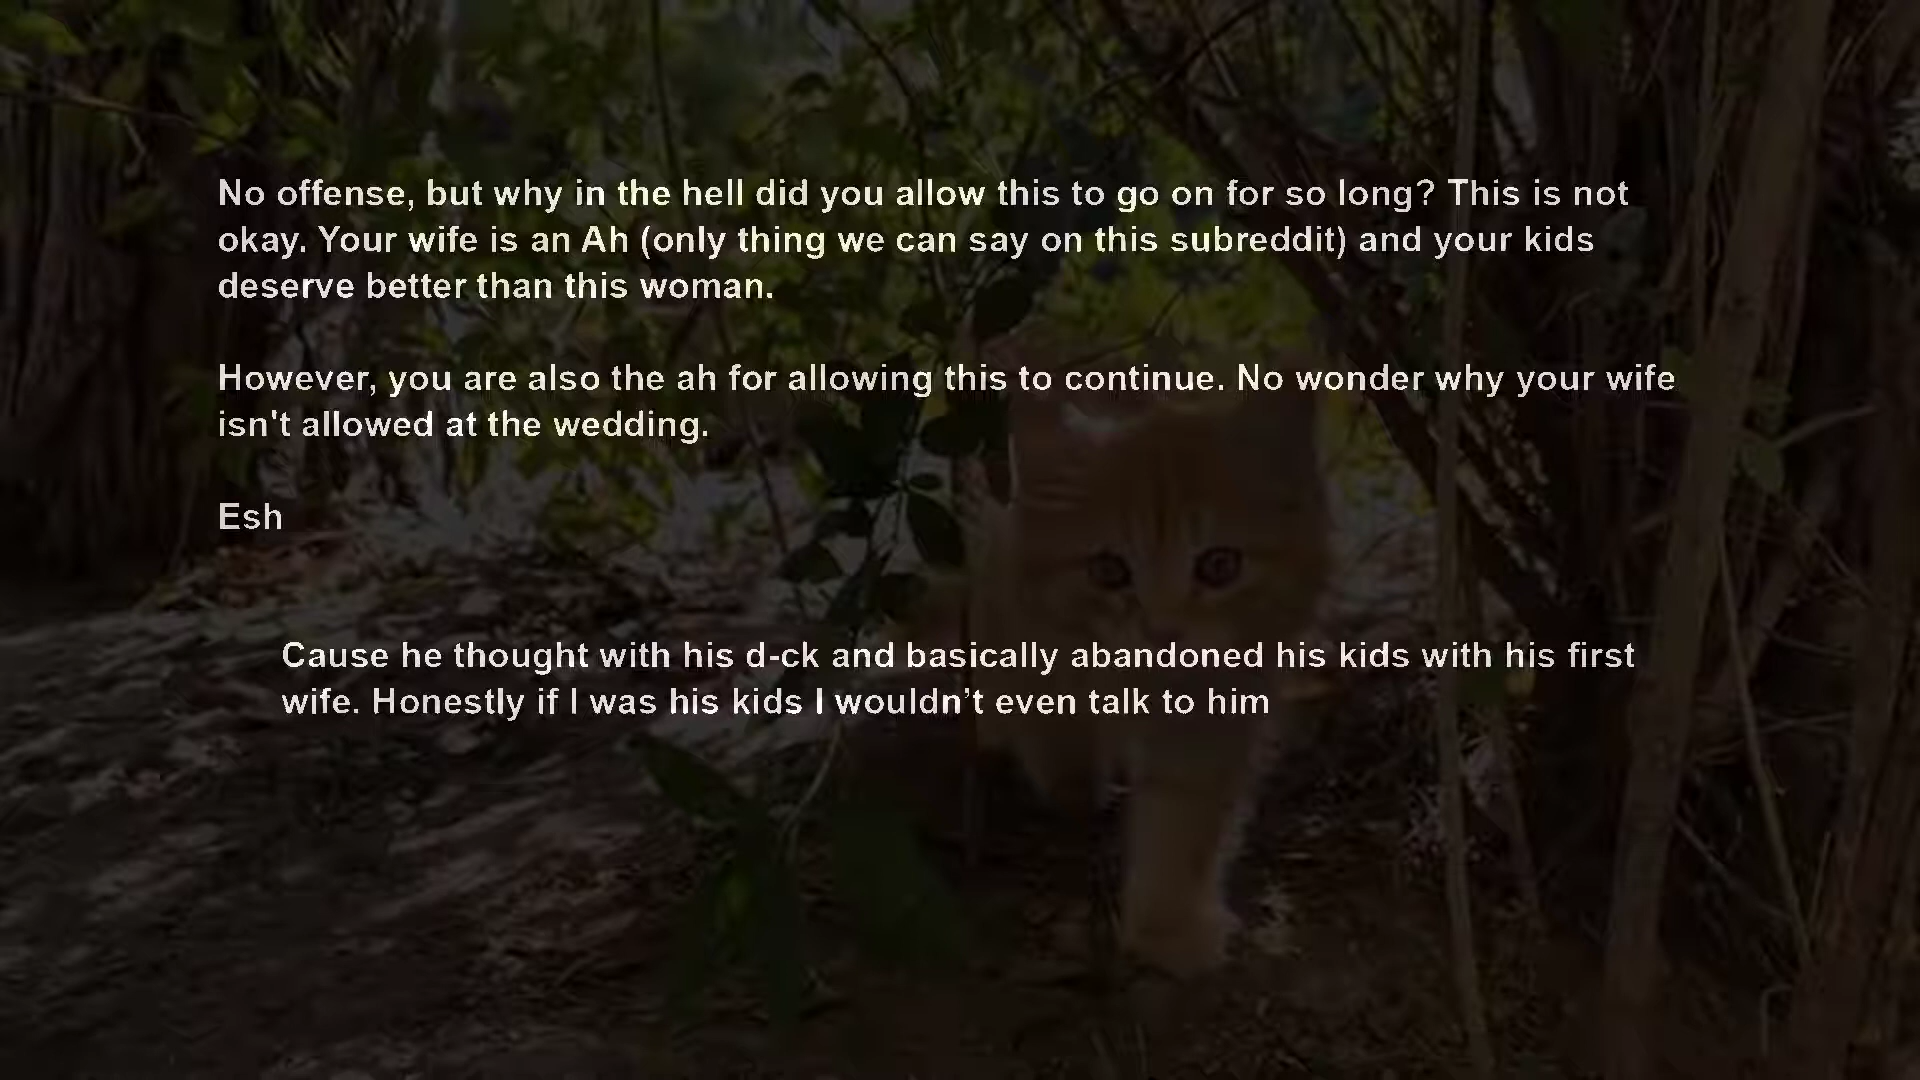 No offense, but why in the hell did you allow this to go on for so long? This is not
okay. Your wife is an Ah (only thing we can say on this subreddit) and your kids
deserve better than this woman.
However, you are also the ah for allowing this to continue. No wonder why your wife
isn't allowed at the wedding.
Esh
Cause he thought with his d-ck and basically abandoned his kids with his first
wife. Honestly if I was his kids I wouldn’t even talk to him